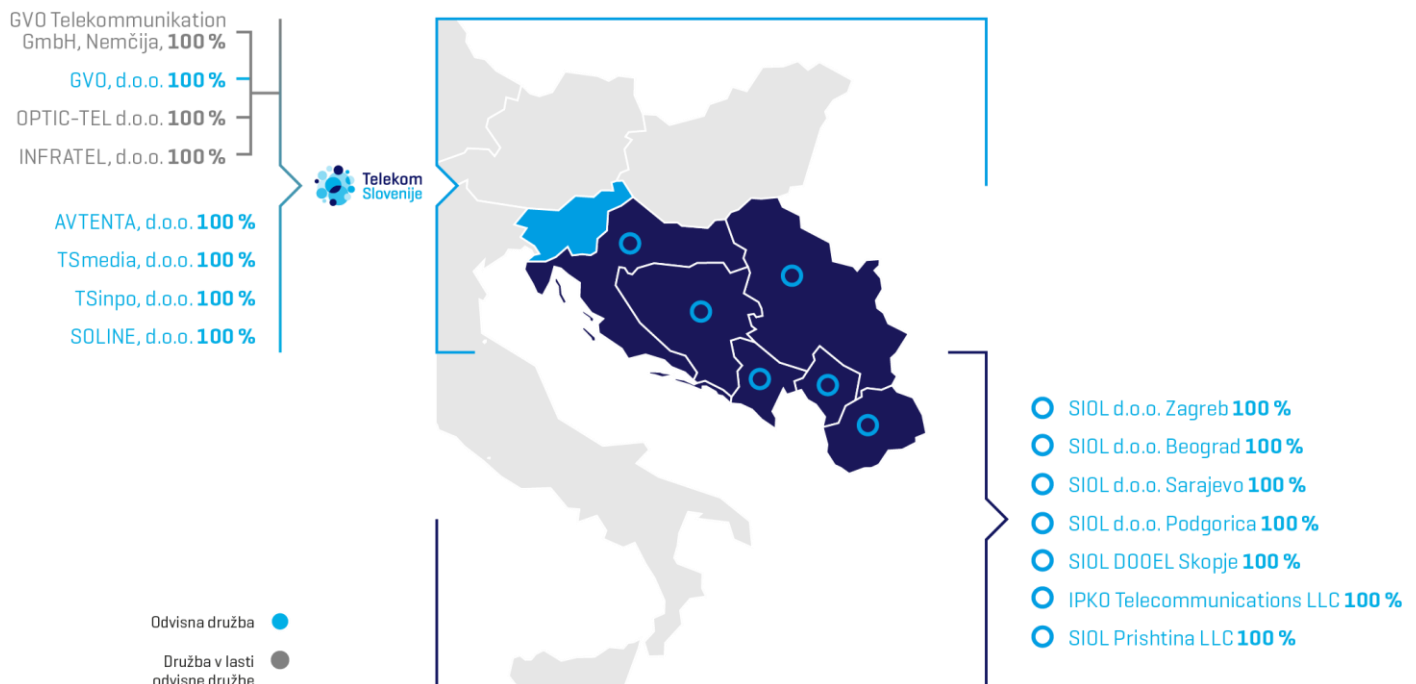 GVO Telekommunikation
GmbH, Nemčija, 100 %
GVO, d.o.o. 100 %
OPTIC-TEL d.o.o. 100 %
INFRATEL, d.o.o. 100 %
Telekom
Slovenije
AVTENTA, d.o.o. 100 %
TSmedia, d.o.o. 100 %
TSinpo, d.o.o. 100 %
SOLINE, d.o.o. 100 %
SIOL d.o.o. Zagreb 100 %
SIOL d.o.o. Beograd 100 %
SIOL d.o.o. Sarajevo 100 %
SIOL d.o.o. Podgorica 100 %
SIOL DOOEL Skopje 100 %
IPKO Telecommunications LLC 100 %
SIOL Prishtina LLC 100 %
Odvisna družba
Družba v lasti
odvisne družbe